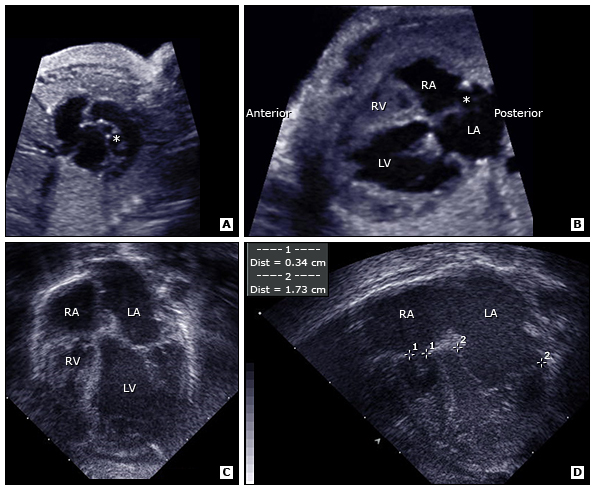 *
A
Anterior
RA
*
RV
Posterior
LA
LV
B
RA
LA
RV
LV
C
---- 1 ----
Dist = 0.34 cm
---- 2 ----
Dist = 1.73 cm
RA
LA
1
1
2
2
D